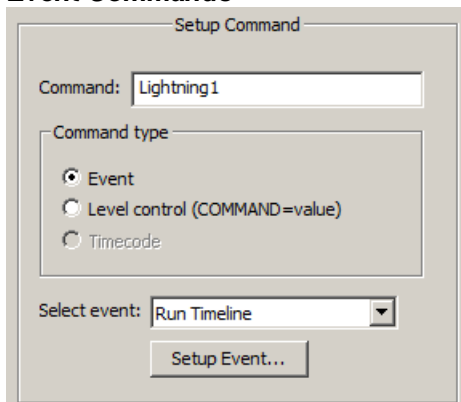 Event Commands
Setup Command
Command: Lightning1
Command type
Event
Level control (COMMAND=value)
Timecode
Select event: Run Timeline
Setup Event...